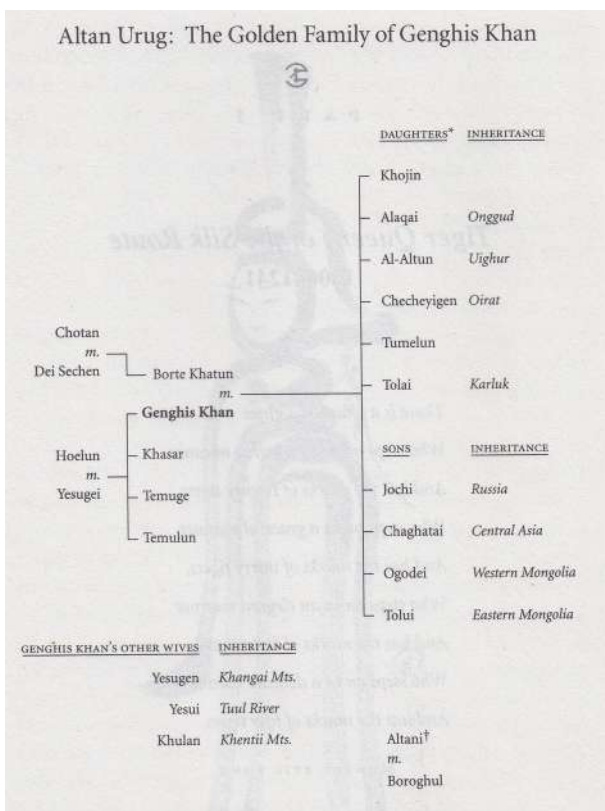 Altan Urug: The Golden Family of Genghis Khan
DAUGHTERS* INHERITANCE
Khojin
Alaqai Onggud
Al-Altun Uighur
Checheyigen Oirat
Tumelun
Tolai Karluk
Chotan
m.
Dei Sechen
Borte Khatun
m.
Genghis Khan
Hoelun
m.
Yesugei
Khasar
Temuge
Temulun
SONS INHERITANCE
Jochi Russia
Chaghatai Central Asia
Ogodei Western Mongolia
Tolui Eastern Mongolia
GENGHIS KHAN'S OTHER WIVES INHERITANCE
Yesugen Khangai Mts.
Yesui Tuul River
Khulan Khentii Mts.
Altani†
m.
Boroghul